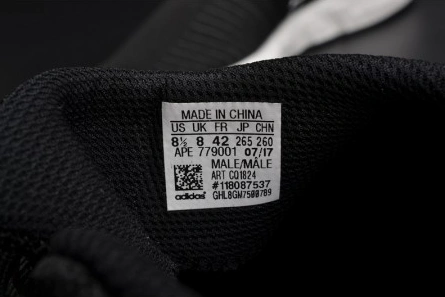 MADE IN CHINA
US UK FR JP CHN
8½ 8 42 265 260
APE 779001 07/17
MALE/MÂLE
ART CQ1824
#118087537
adidas GHL8GM7500789